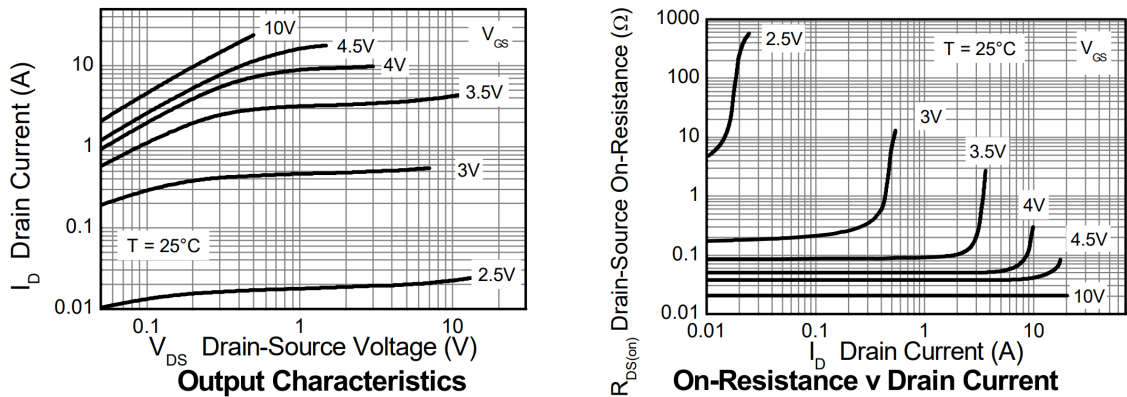 10V
4.5V
4V
3.5V
3V
2.5V
V_GS
T = 25°C
I_D Drain Current (A)
10
1
0.1
0.01
0.1
1
10
V_DS Drain-Source Voltage (V)
Output Characteristics
2.5V
3V
3.5V
4V
4.5V
10V
T = 25°C
V_GS
R_DS(on) Drain-Source On-Resistance (Ω)
1000
100
10
1
0.1
0.01
0.01
0.1
1
10
I_D Drain Current (A)
On-Resistance v Drain Current